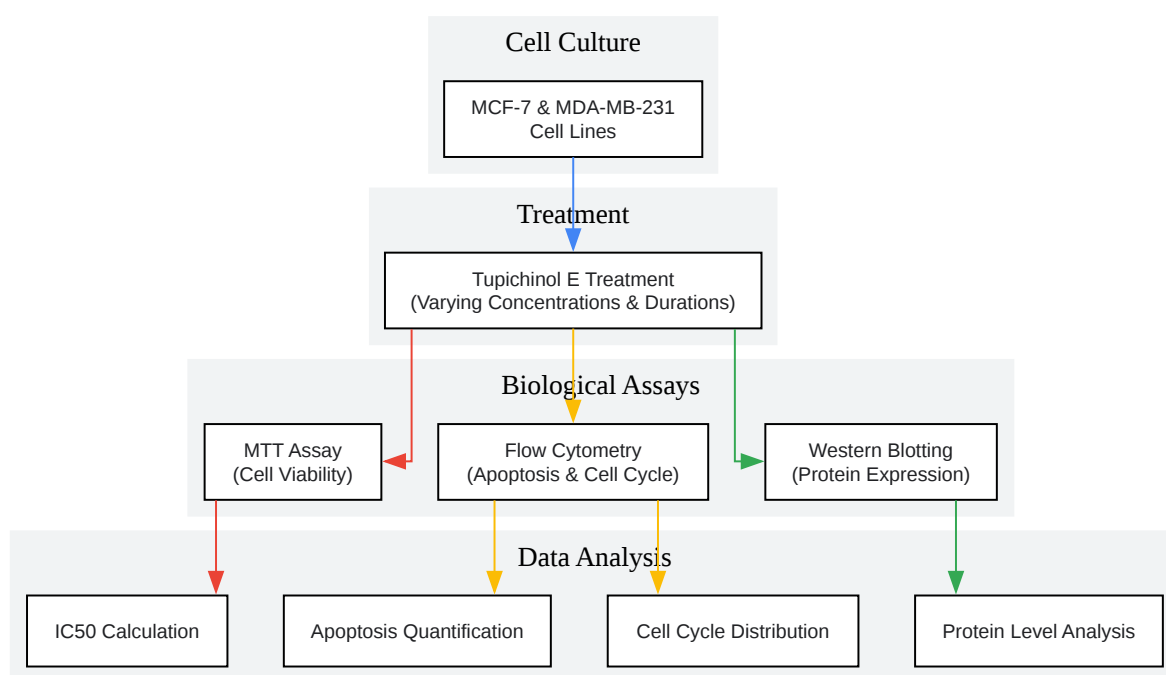 Cell Culture
MCF-7 & MDA-MB-231
Cell Lines
Treatment
Tupichinol E Treatment
(Varying Concentrations & Durations)
Biological Assays
MTT Assay
(Cell Viability)
Flow Cytometry
(Apoptosis & Cell Cycle)
Western Blotting
(Protein Expression)
Data Analysis
IC50 Calculation
Apoptosis Quantification
Cell Cycle Distribution
Protein Level Analysis